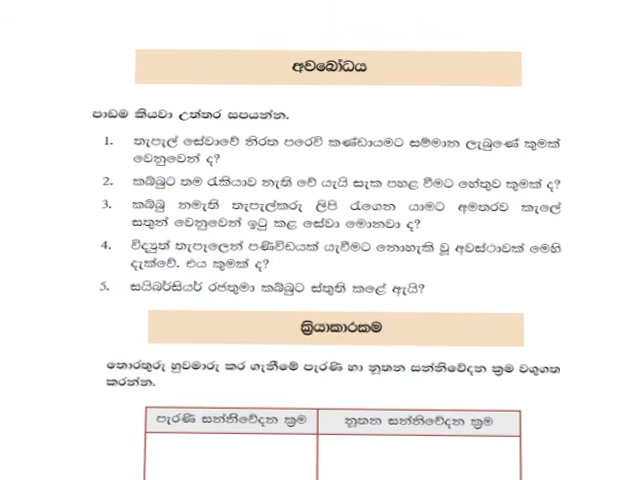 අවබෝධය
පාඩම කියවා උත්තර සපයන්න.
1. තැපැල් සේවාවේ නිරත පරෙවි කණ්ඩායමට සම්මාන ලැබුණේ කුමක්
වෙනුවෙන් ද?
2. කබ්බුට තම රැකියාව නැති වේ යැයි සැක පහළ වීමට හේතුව කුමක් ද?
3. කබ්බු නමැති තැපැල්කරු ලිපි රැගෙන යාමට අමතරව කැලේ
සතුන් වෙනුවෙන් ඉටු කළ සේවා මොනවා ද?
4. විද්‍යුත් තැපෑලෙන් පණිවිඩයක් යැවීමට නොහැකි වූ අවස්ථාවක් මෙහි
දැක්වේ. එය කුමක් ද?
5. සයිබර්සියර් රජතුමා කබ්බුට ස්තුති කළේ ඇයි?
ක්‍රියාකාරකම
තොරතුරු හුවමාරු කර ගැනීමේ පැරණි හා නූතන සන්නිවේදන ක්‍රම වගුගත
කරන්න.
පැරණි සන්නිවේදන ක්‍රම නූතන සන්නිවේදන ක්‍රම